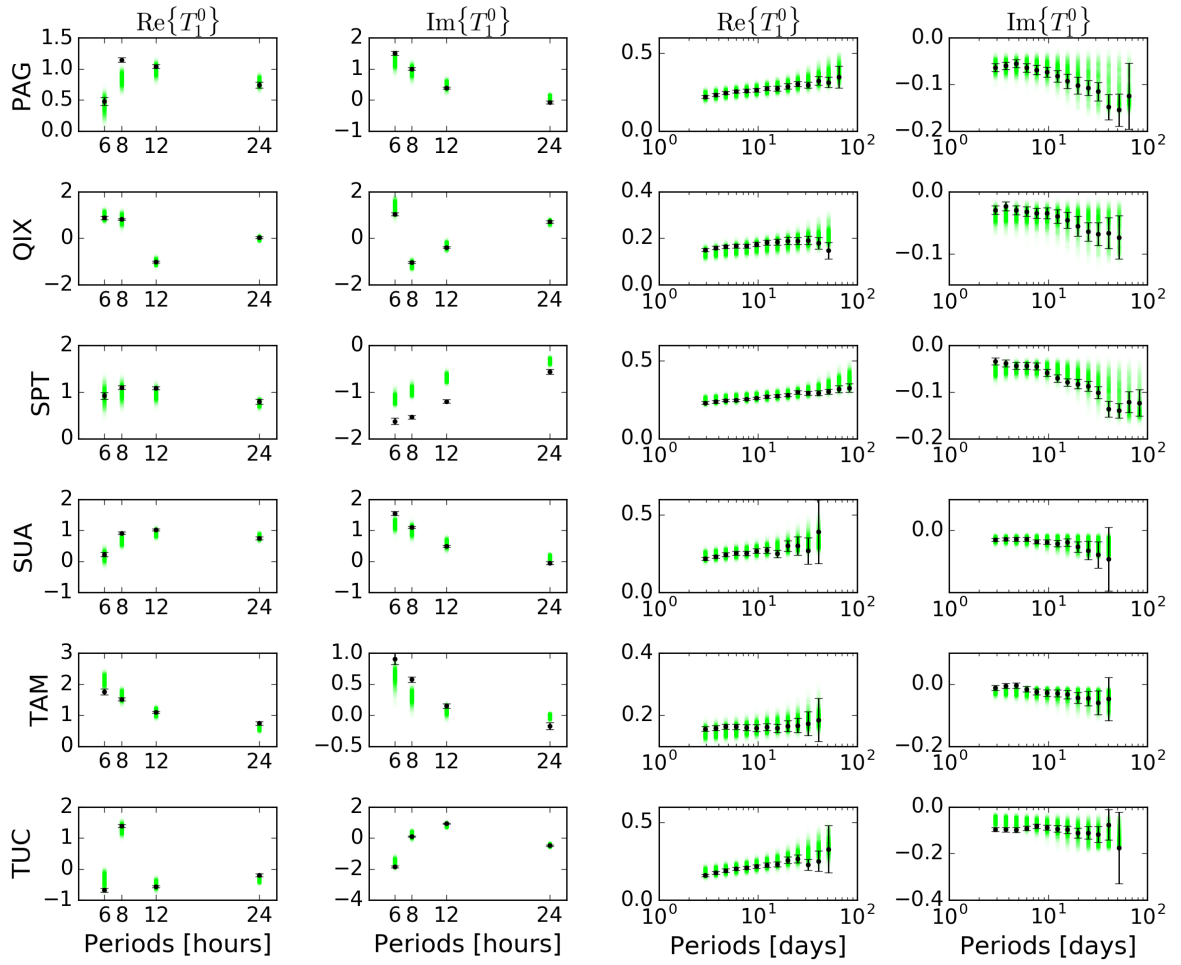 Re{T₁⁰} Im{T₁⁰} Re{T₁⁰} Im{T₁⁰}
PAG
1.5 1.0 0.5 0.0
6 8 12 24
2 1 0 −1
6 8 12 24
0.5 0.0
10⁰ 10¹ 10²
0.0 −0.1 −0.2
10⁰ 10¹ 10²
QIX
2 0 −2
6 8 12 24
2 0 −2
6 8 12 24
0.4 0.2 0.0
10⁰ 10¹ 10²
0.0 −0.1
10⁰ 10¹ 10²
SPT
2 1 0
6 8 12 24
0 −1 −2
6 8 12 24
0.5 0.0
10⁰ 10¹ 10²
0.0 −0.1 −0.2
10⁰ 10¹ 10²
SUA
2 1 0 −1
6 8 12 24
2 1 0 −1
6 8 12 24
0.5 0.0
10⁰ 10¹ 10²
0.0
10⁰ 10¹ 10²
TAM
3 2 1 0
6 8 12 24
1.0 0.5 0.0 −0.5
6 8 12 24
0.4 0.2
10⁰ 10¹ 10²
0.0 −0.2
10⁰ 10¹ 10²
TUC
2 1 0 −1
6 8 12 24
2 0 −2 −4
6 8 12 24
0.5 0.0
10⁰ 10¹ 10²
0.0 −0.2 −0.4
10⁰ 10¹ 10²
Periods [hours] Periods [hours] Periods [days] Periods [days]